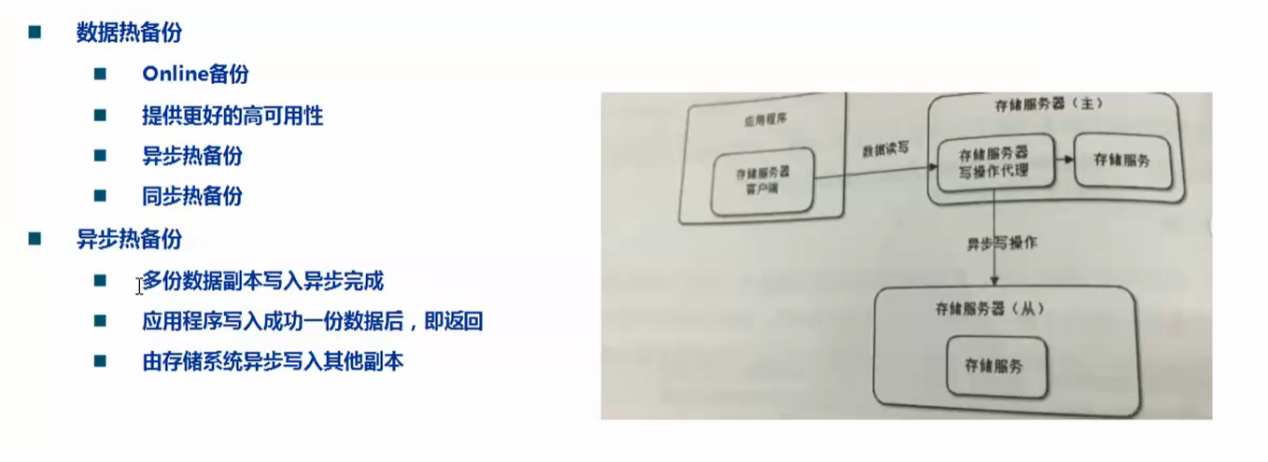 数据热备份
Online备份
提供更好的高可用性
异步热备份
同步热备份
异步热备份
多份数据副本写入异步完成
应用程序写入成功一份数据后，即返回
由存储系统异步写入其他副本
应用程序
存储服务器
客户端
数据读写
存储服务器（主）
存储服务器
写操作代理
存储服务
异步写操作
存储服务器（从）
存储服务